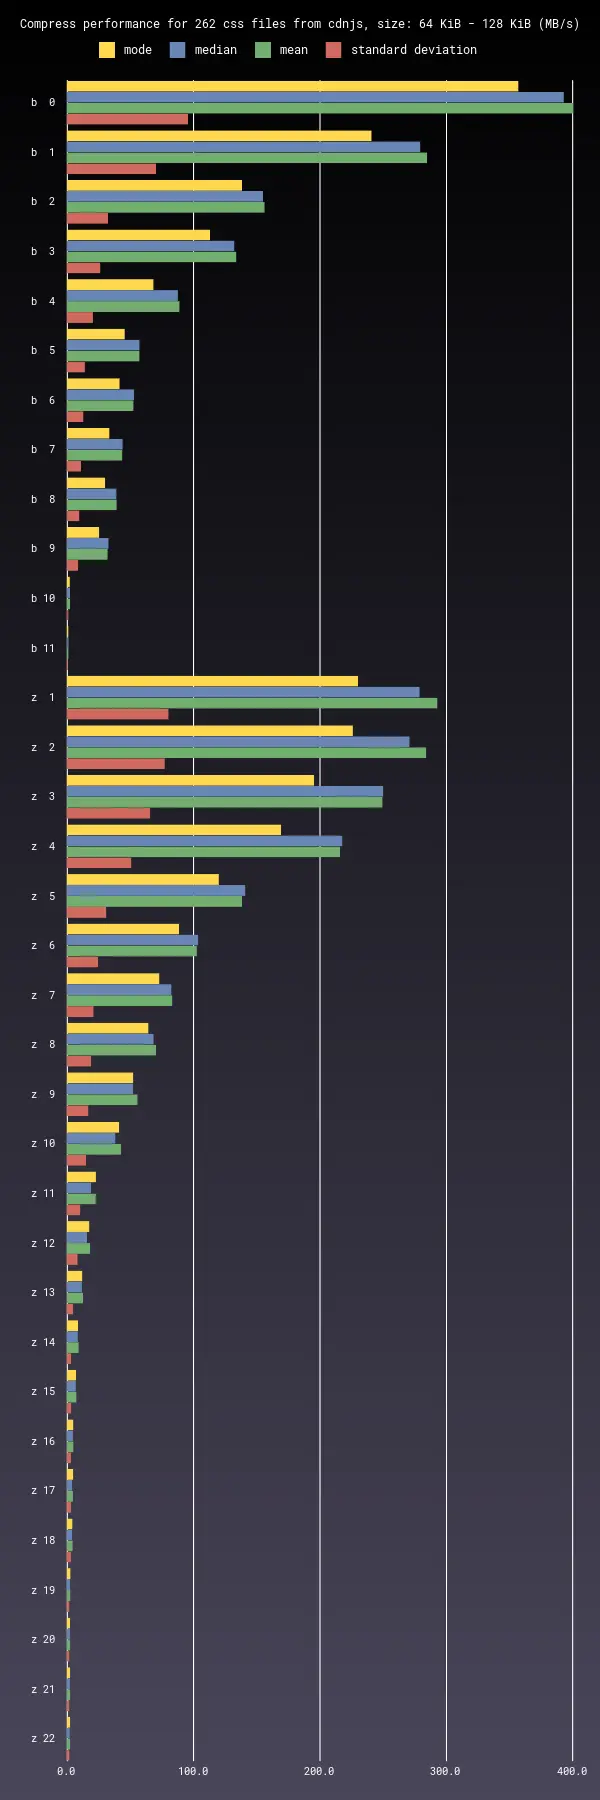 Compress performance for 262 css files from cdnjs, size: 64 KiB - 128 KiB (MB/s)
mode median mean standard deviation
b 0
b 1
b 2
b 3
b 4
b 5
b 6
b 7
b 8
b 9
b 10
b 11
z 1
z 2
z 3
z 4
z 5
z 6
z 7
z 8
z 9
z 10
z 11
z 12
z 13
z 14
z 15
z 16
z 17
z 18
z 19
z 20
z 21
z 22
0.0 100.0 200.0 300.0 400.0